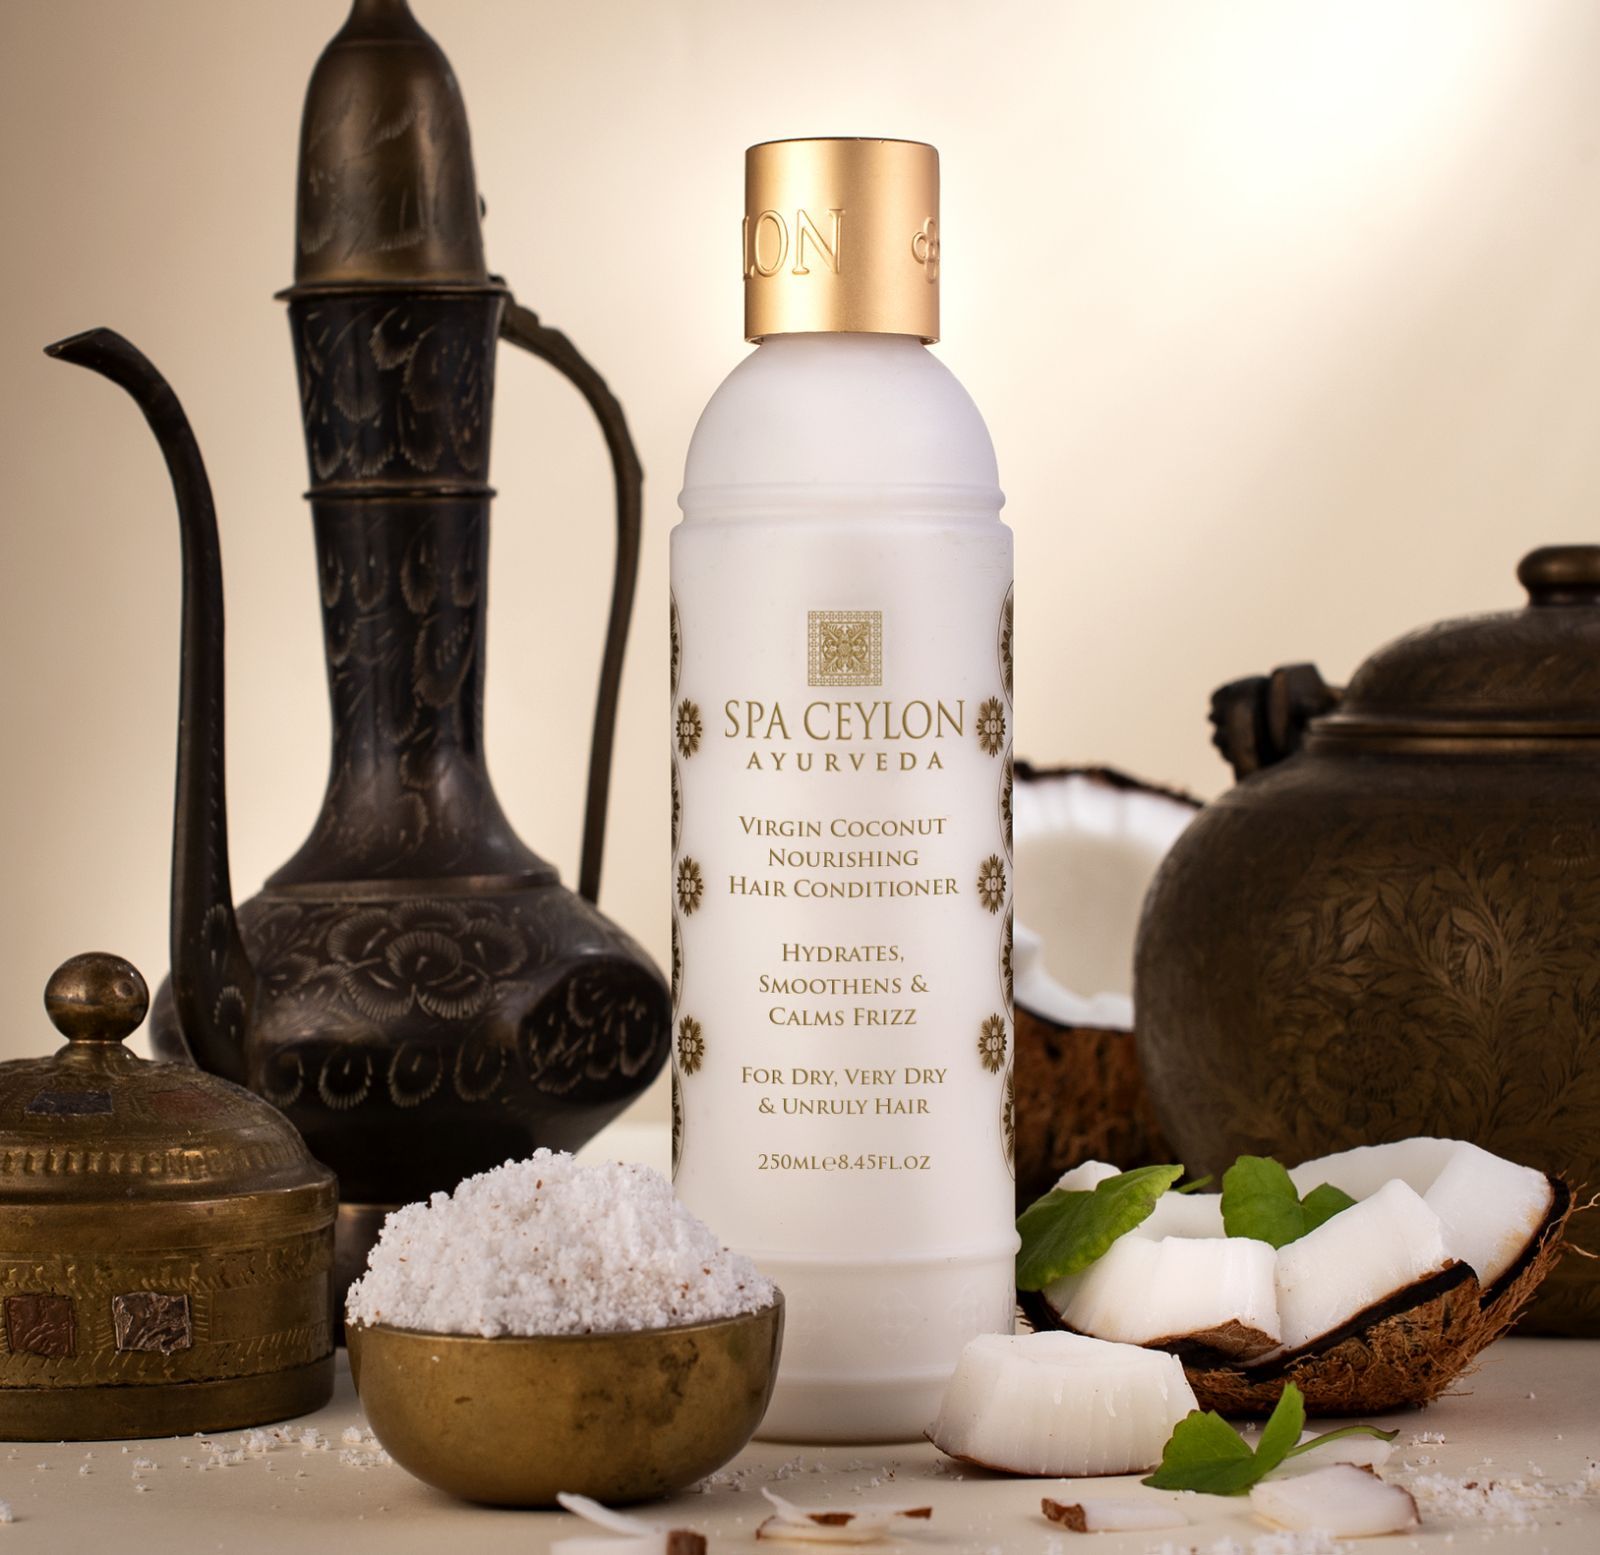 LON
SPA CEYLON
AYURVEDA
VIRGIN COCONUT
NOURISHING
HAIR CONDITIONER
HYDRATES,
SMOOTHENS &
CALMS FRIZZ
FOR DRY, VERY DRY
& UNRULY HAIR
250ML℮8.45FL.OZ